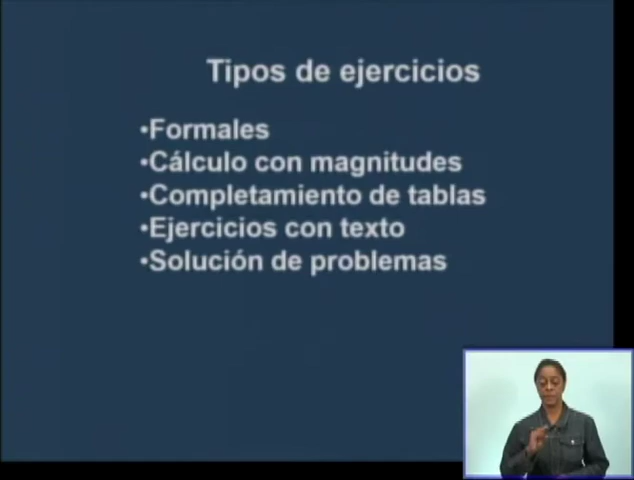 Tipos de ejercicios
•Formales
•Cálculo con magnitudes
•Completamiento de tablas
•Ejercicios con texto
•Solución de problemas